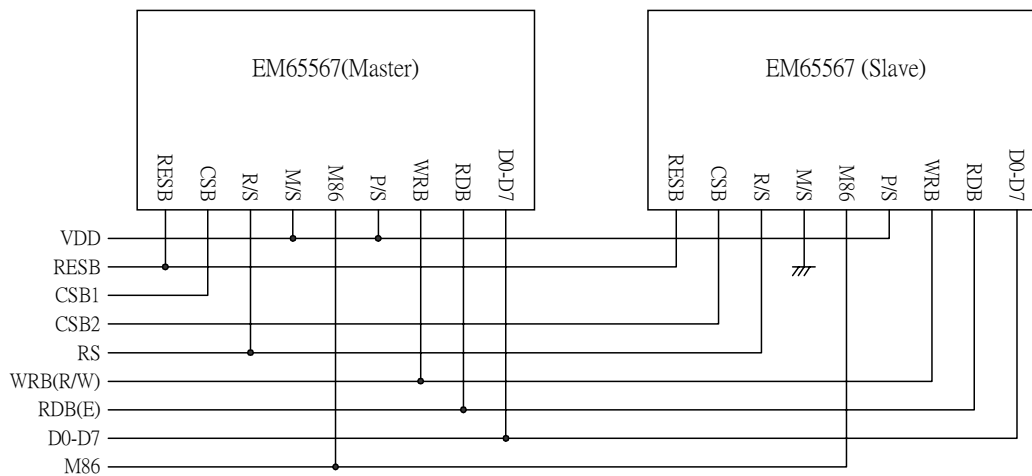 EM65567(Master)
EM65567 (Slave)
RESB
CSB
R/S
M/S
M86
P/S
WRB
RDB
D0-D7
RESB
CSB
R/S
M/S
M86
P/S
WRB
RDB
D0-D7
VDD
RESB
CSB1
CSB2
RS
WRB(R/W)
RDB(E)
D0-D7
M86